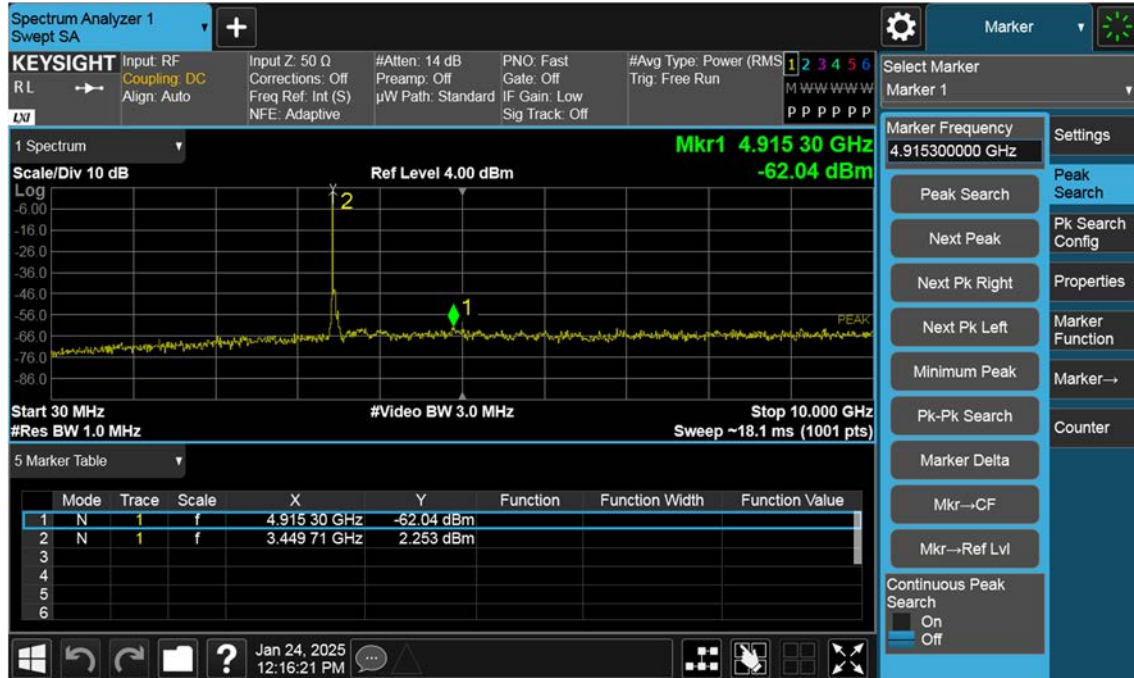 Spectrum Analyzer 1
Swept SA
+
Marker
KEYSIGHT
R L
LXI
Input: RF
Coupling: DC
Align: Auto
Input Z: 50 Ω
Corrections: Off
Freq Ref: Int (S)
NFE: Adaptive
#Atten: 14 dB
Preamp: Off
µW Path: Standard
PNO: Fast
Gate: Off
IF Gain: Low
Sig Track: Off
#Avg Type: Power (RMS
Trig: Free Run
1 2 3 4 5 6
M W W W W W
P P P P P P
Select Marker
Marker 1
1 Spectrum
Mkr1 4.915 30 GHz
-62.04 dBm
Scale/Div 10 dB
Ref Level 4.00 dBm
Log
-6.00
-16.0
-26.0
-36.0
-46.0
-56.0
-66.0
-76.0
-86.0
2
1
PEAK
Start 30 MHz
#Video BW 3.0 MHz
Stop 10.000 GHz
#Res BW 1.0 MHz
Sweep ~18.1 ms (1001 pts)
5 Marker Table
Mode Trace Scale X Y Function Function Width Function Value
1 N 1 f 4.915 30 GHz -62.04 dBm
2 N 1 f 3.449 71 GHz 2.253 dBm
3
4
5
6
Marker Frequency
4.915300000 GHz
Peak Search
Next Peak
Next Pk Right
Next Pk Left
Minimum Peak
Pk-Pk Search
Marker Delta
Mkr→CF
Mkr→Ref Lvl
Continuous Peak
Search
On
Off
Settings
Peak
Search
Pk Search
Config
Properties
Marker
Function
Marker→
Counter
?
Jan 24, 2025
12:16:21 PM